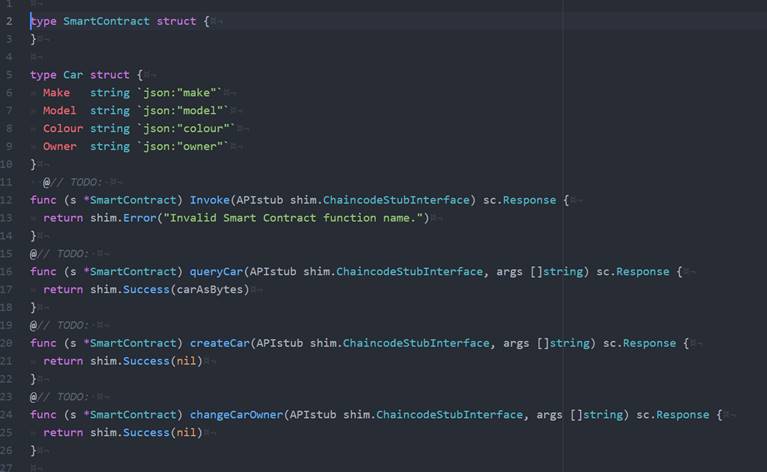 1
2 type SmartContract struct {
3 }
4
5 type Car struct {
6 Make   string `json:"make"`
7 Model  string `json:"model"`
8 Colour string `json:"colour"`
9 Owner  string `json:"owner"`
10 }
11 @// TODO:
12 func (s *SmartContract) Invoke(APIstub shim.ChaincodeStubInterface) sc.Response {
13 return shim.Error("Invalid Smart Contract function name.")
14 }
15 @// TODO:
16 func (s *SmartContract) queryCar(APIstub shim.ChaincodeStubInterface, args []string) sc.Response {
17 return shim.Success(carAsBytes)
18 }
19 @// TODO:
20 func (s *SmartContract) createCar(APIstub shim.ChaincodeStubInterface, args []string) sc.Response {
21 return shim.Success(nil)
22 }
23 @// TODO:
24 func (s *SmartContract) changeCarOwner(APIstub shim.ChaincodeStubInterface, args []string) sc.Response {
25 return shim.Success(nil)
26 }
27